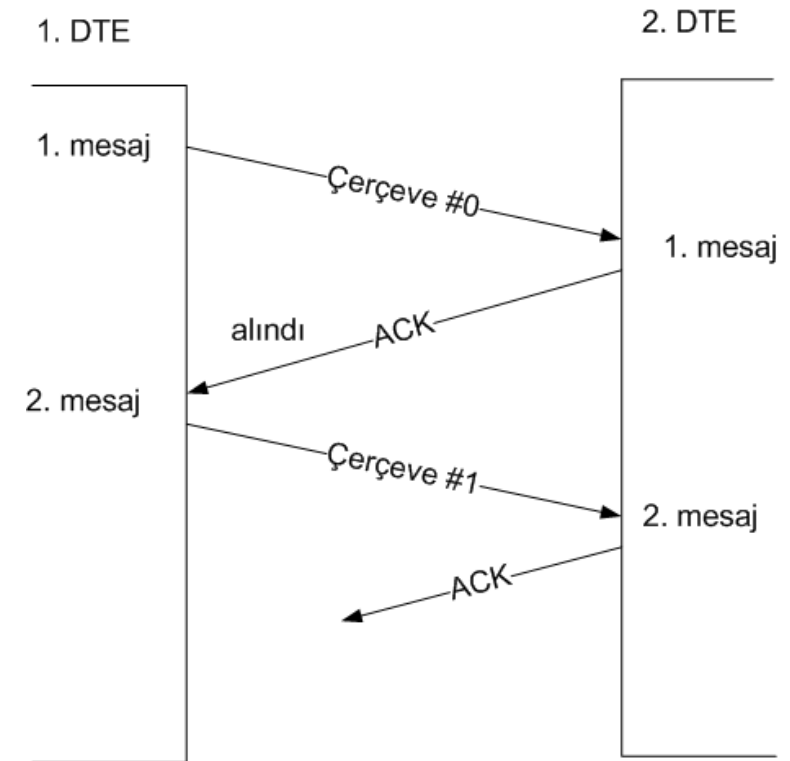 1. DTE
2. DTE
1. mesaj
Çerçeve #0
1. mesaj
alındı
ACK
2. mesaj
Çerçeve #1
2. mesaj
ACK